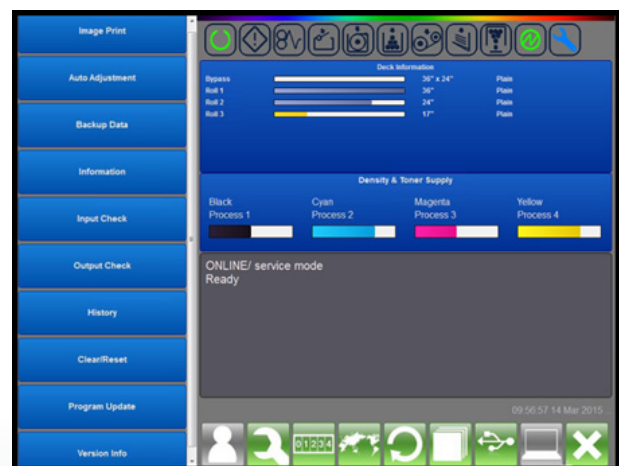 Image Print
Auto Adjustment
Backup Data
Information
Input Check
Output Check
History
Clear/Reset
Program Update
Version Info
Deck Information
Bypass 36" x 24" Plain
Roll 1 36" Plain
Roll 2 24" Plain
Roll 3 17" Plain
Density & Toner Supply
Black Cyan Magenta Yellow
Process 1 Process 2 Process 3 Process 4
ONLINE/ service mode
Ready
09:56:57 14 Mar 2015 ...
01234